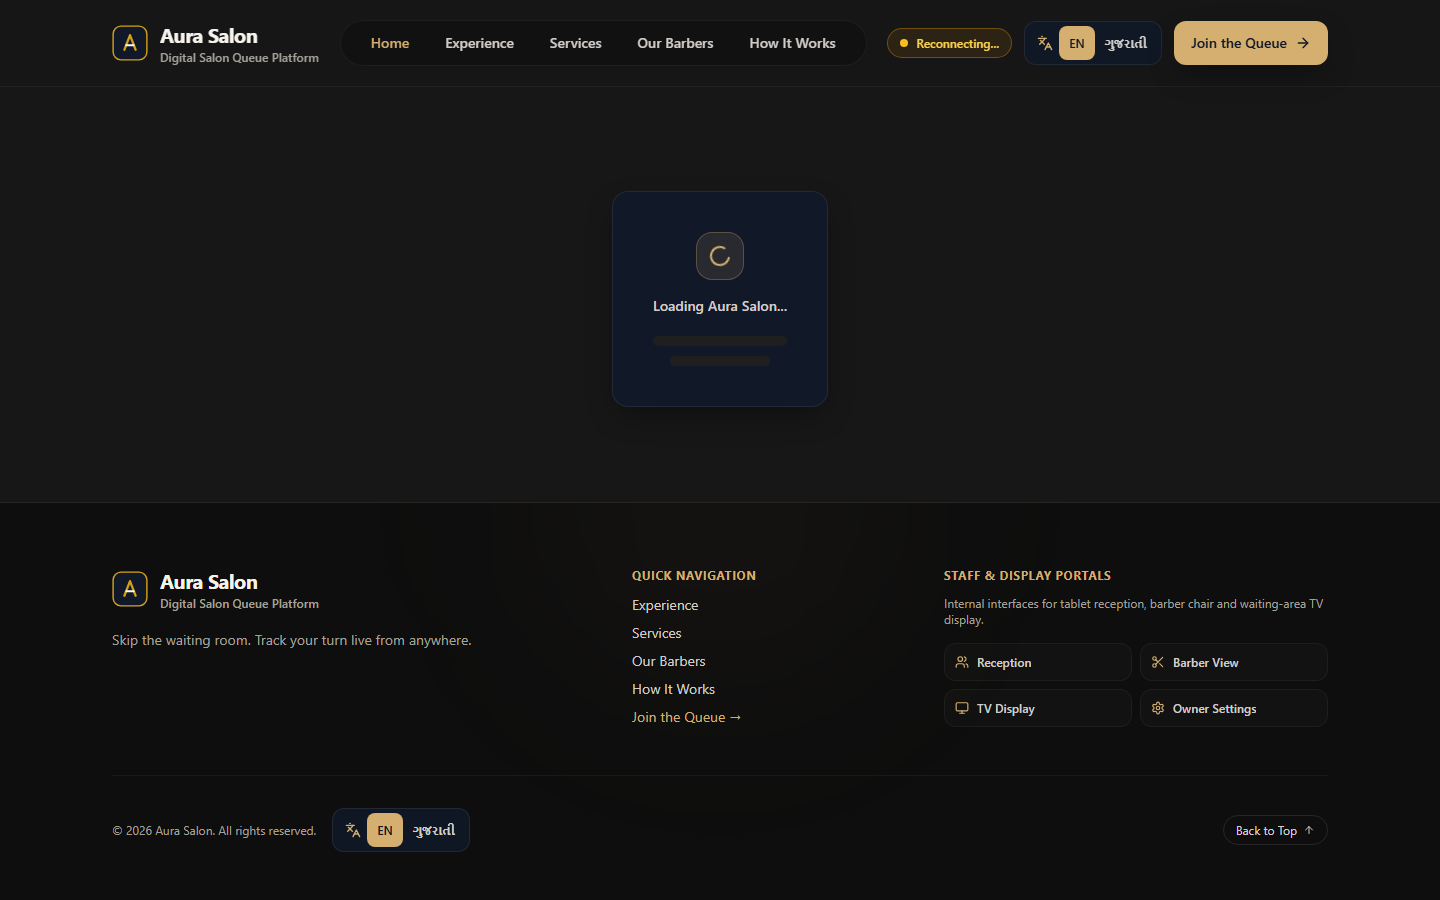 Aura Salon
Digital Salon Queue Platform
Home
Experience
Services
Our Barbers
How It Works
Reconnecting...
EN
ગુજરાતી
Join the Queue →
Loading Aura Salon...
Aura Salon
Digital Salon Queue Platform
Skip the waiting room. Track your turn live from anywhere.
QUICK NAVIGATION
Experience
Services
Our Barbers
How It Works
Join the Queue →
STAFF & DISPLAY PORTALS
Internal interfaces for tablet reception, barber chair and waiting-area TV
display.
Reception
Barber View
TV Display
Owner Settings
© 2026 Aura Salon. All rights reserved.
EN
ગુજરાતી
Back to Top ↑